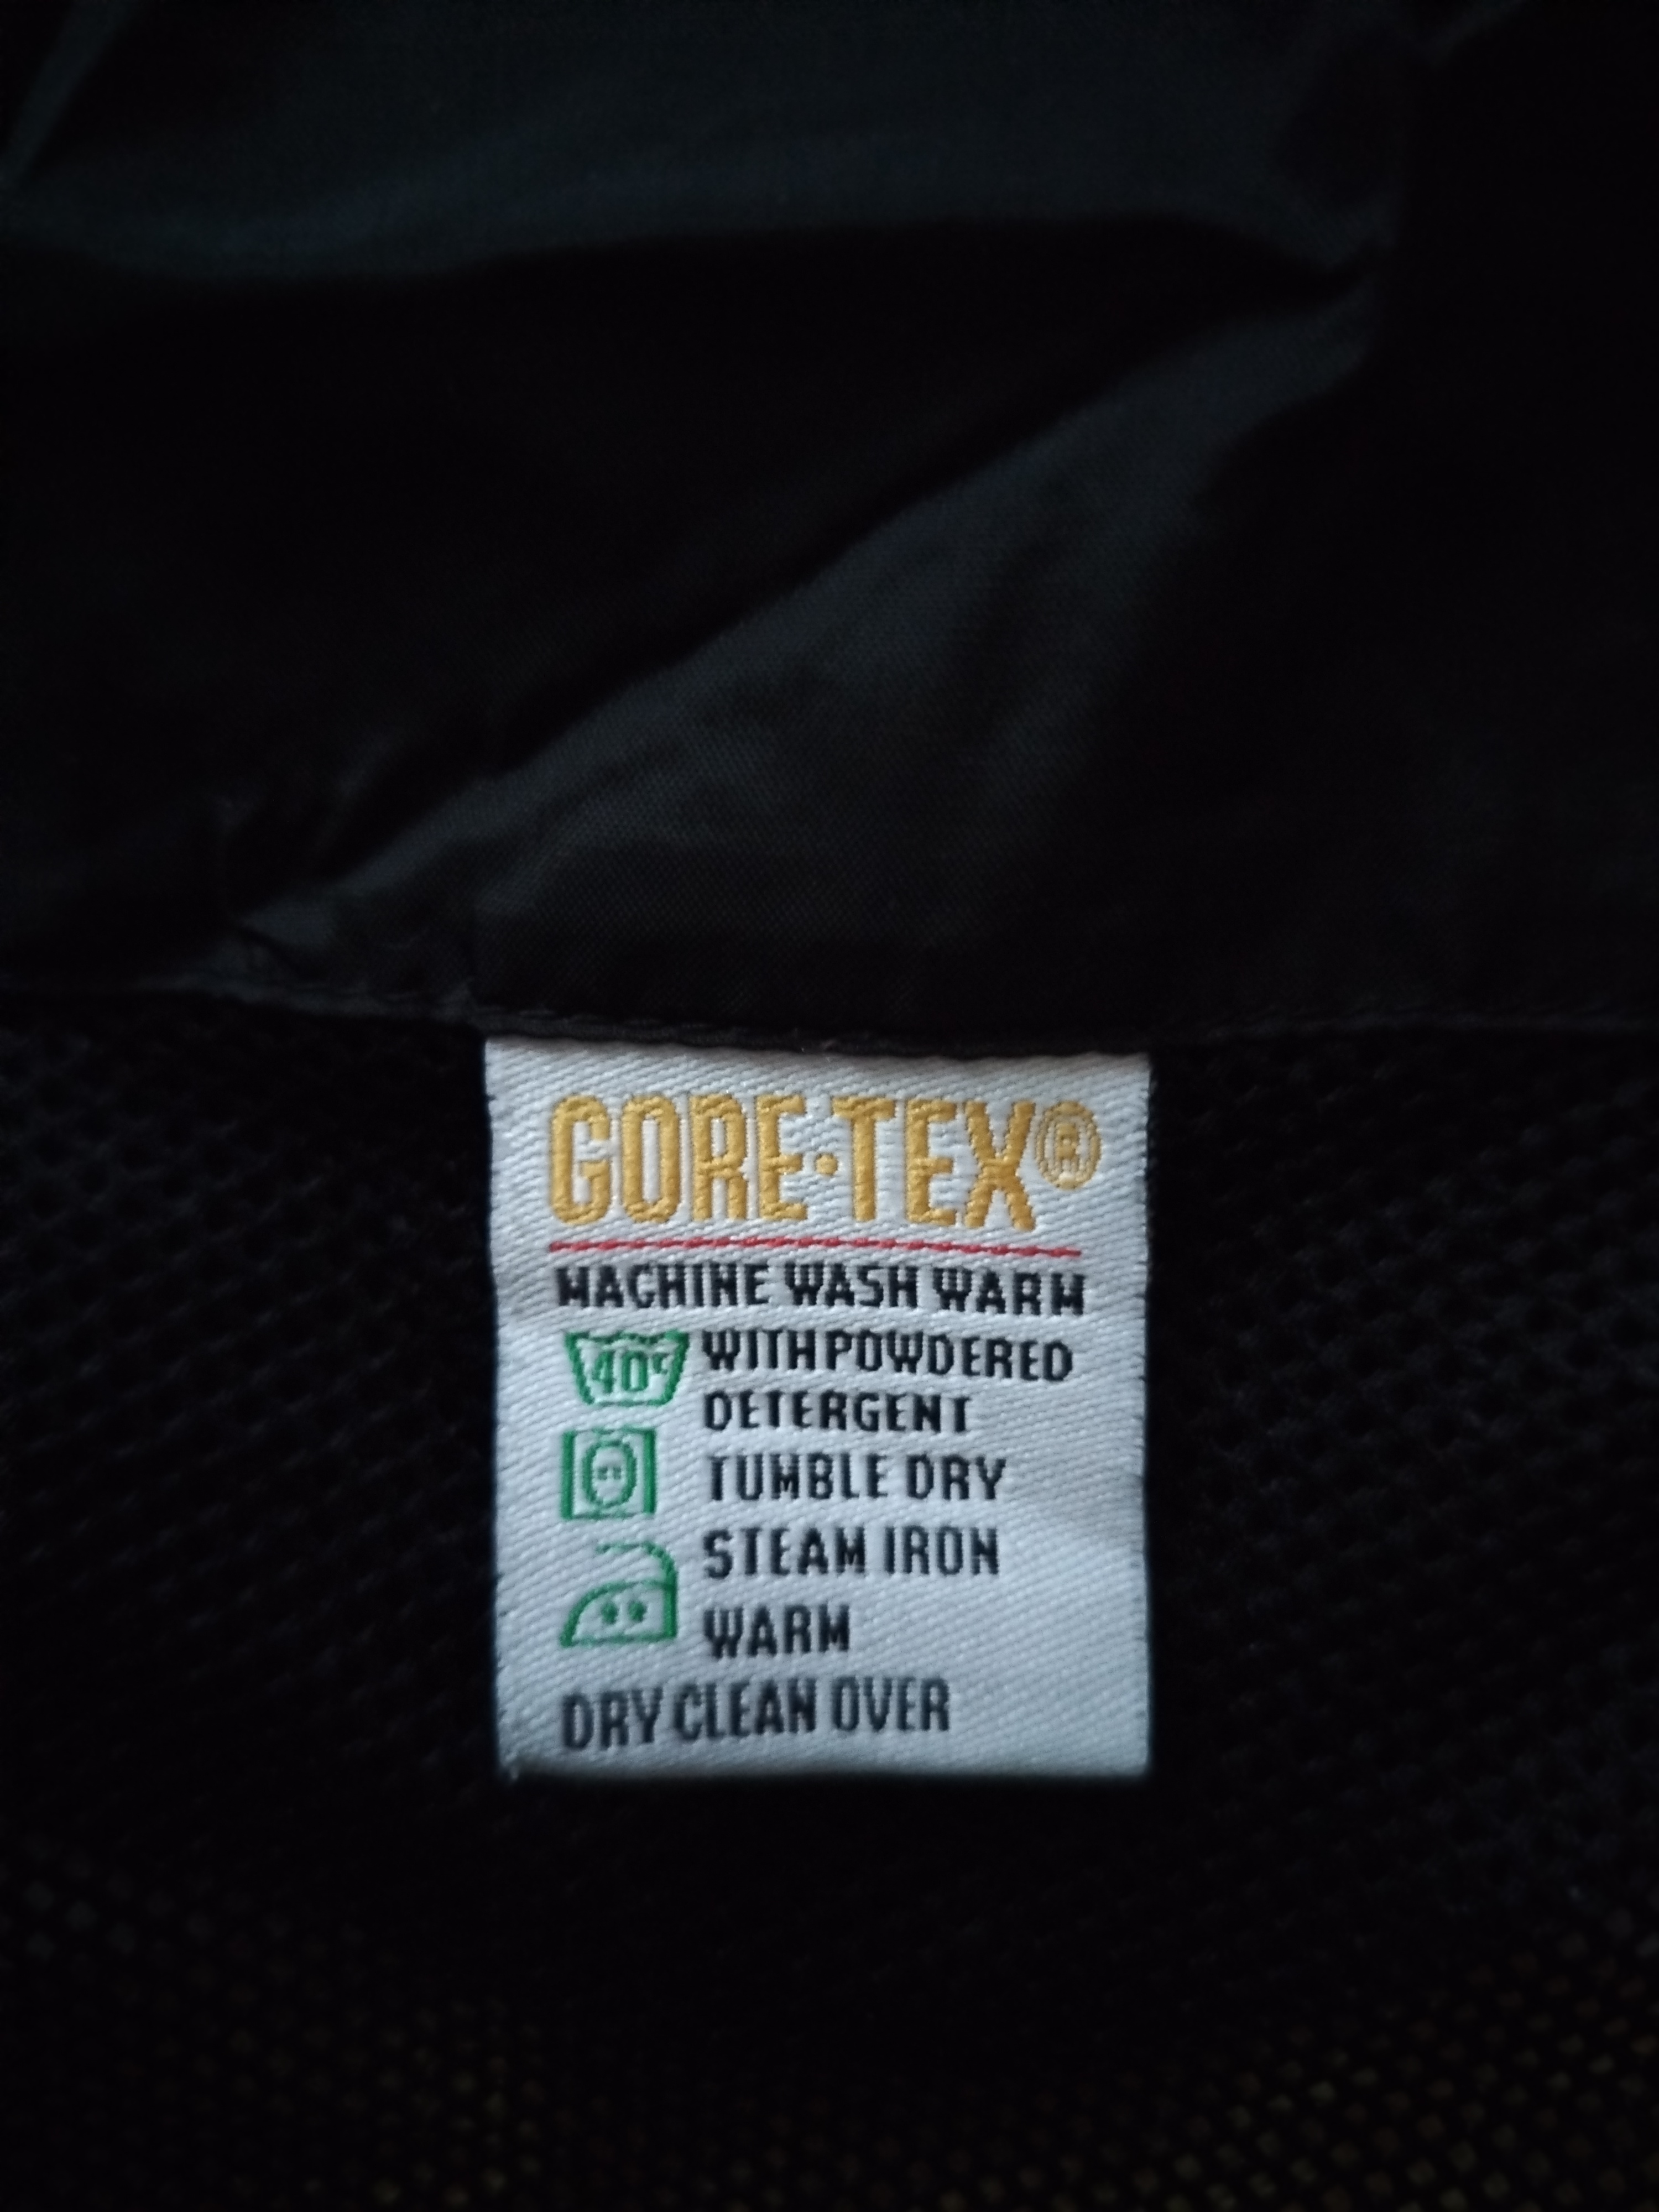 GORE·TEX®
MACHINE WASH WARM
40° WITH POWDERED
DETERGENT
TUMBLE DRY
STEAM IRON
WARM
DRY CLEAN OVER